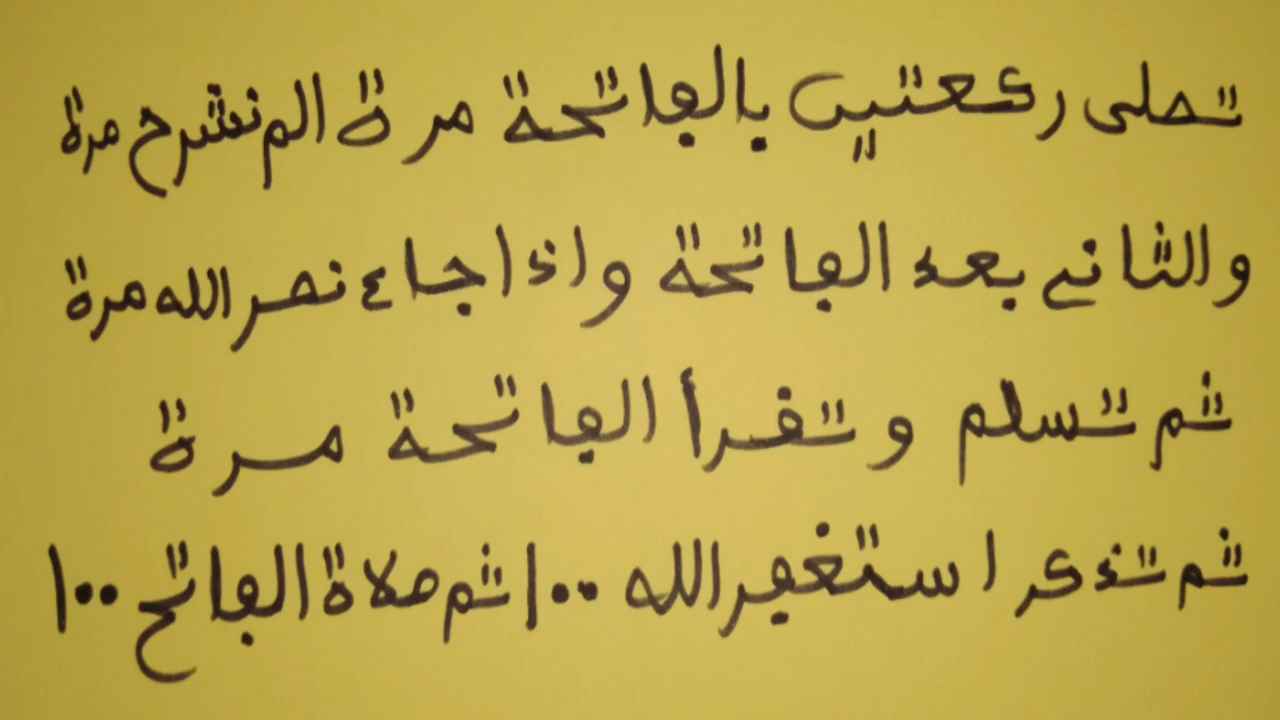 تصلى ركعتين بالفاتحة مرة الم نشرح مرة
والثاني بعد الفاتحة واذا جاء نصر الله مرة
ثم تسلم وتقرأ الفاتحة مرة
ثم تذكر استغفر الله ١٠٠ ثم صلاة الفاتح ١٠٠